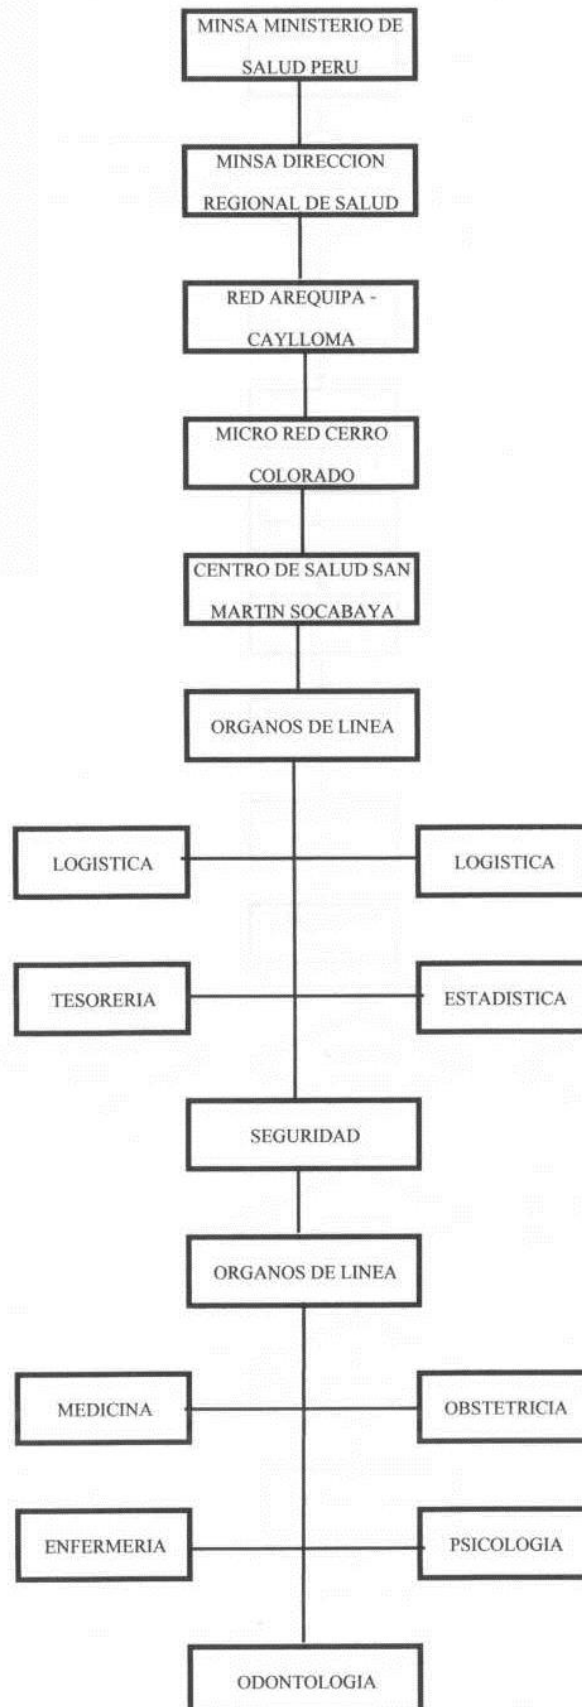 MINSA MINISTERIO DE
SALUD PERU
MINSA DIRECCION
REGIONAL DE SALUD
RED AREQUIPA -
CAYLLOMA
MICRO RED CERRO
COLORADO
CENTRO DE SALUD SAN
MARTIN SOCABAYA
ORGANOS DE LINEA
LOGISTICA
LOGISTICA
TESORERIA
ESTADISTICA
SEGURIDAD
ORGANOS DE LINEA
MEDICINA
OBSTETRICIA
ENFERMERIA
PSICOLOGIA
ODONTOLOGIA